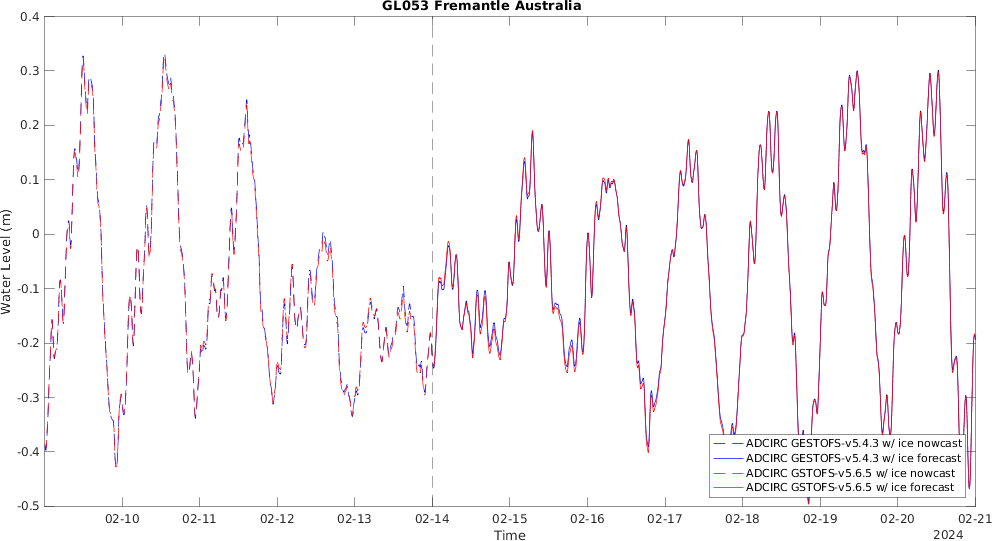 GL053 Fremantle Australia
0.4
0.3
0.2
0.1
0
-0.1
-0.2
-0.3
-0.4
-0.5
Water Level (m)
ADCIRC GESTOFS-v5.4.3 w/ ice nowcast
ADCIRC GESTOFS-v5.4.3 w/ ice forecast
ADCIRC GSTOFS-v5.6.5 w/ ice nowcast
ADCIRC GSTOFS-v5.6.5 w/ ice forecast
02-10 02-11 02-12 02-13 02-14 02-15 02-16 02-17 02-18 02-19 02-20 02-21
Time
2024